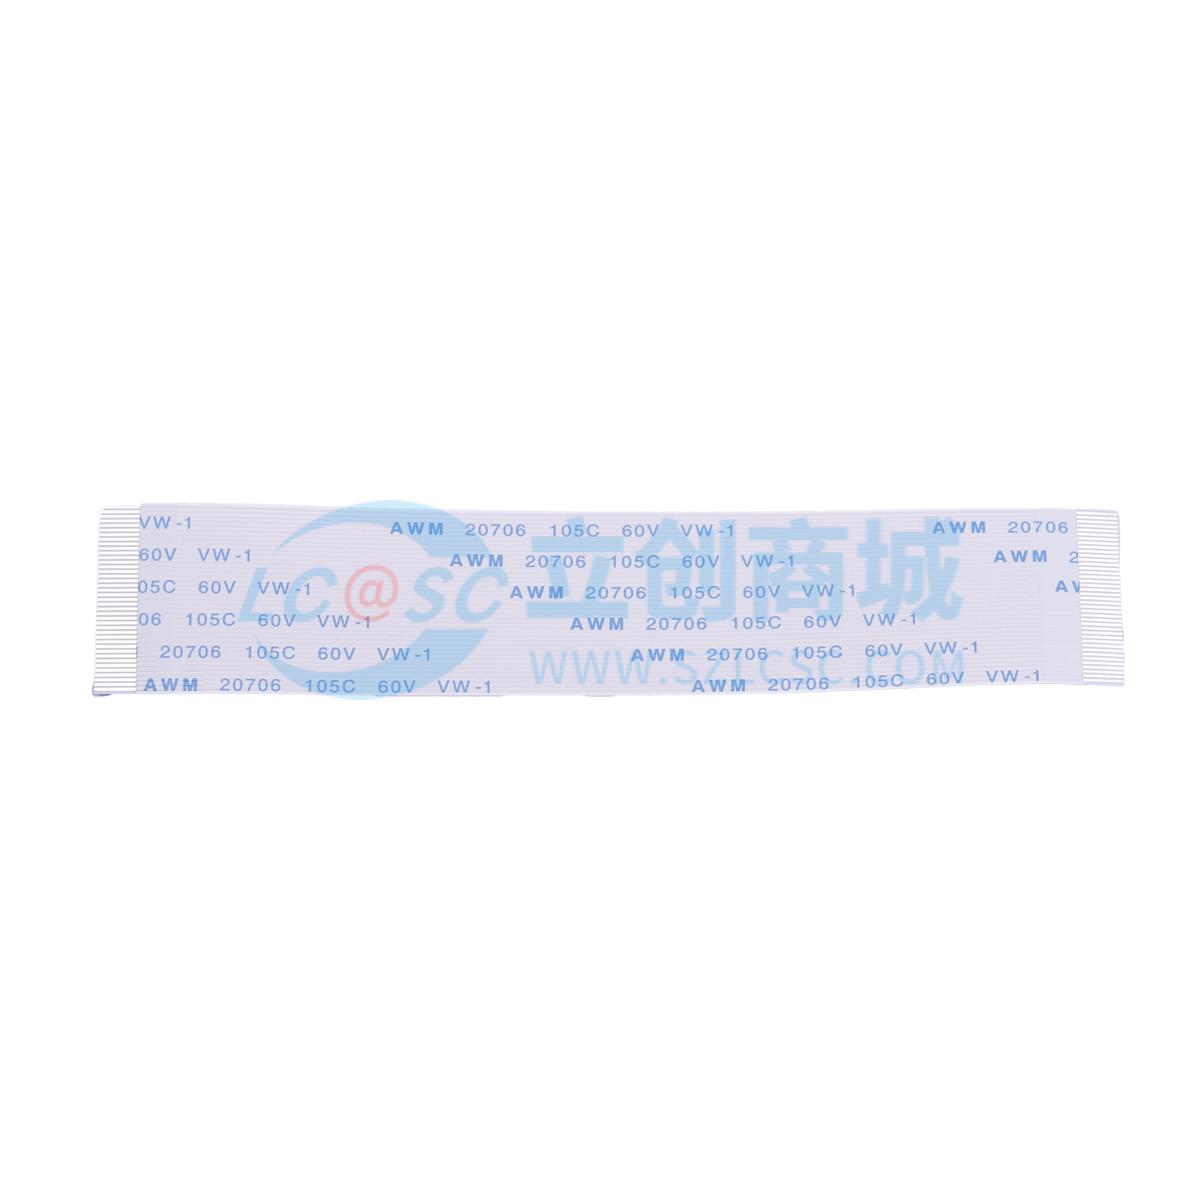 VW-1 AWM 20706 105C 60V VW-1 AWM 20706
60V VW-1 AWM 20706 105C 60V VW-1 AWM 2
05C 60V VW-1 AWM 20706 105C 60V VW-1 AV
06 105C 60V VW-1 AWM 20706 105C 60V VW-1
20706 105C 60V VW-1 AWM 20706 105C 60V VW-1
AWM 20706 105C 60V VW-1 AWM 20706 105C 60V VW-1
LC@SC 立创商城
WWW.SZLCSC.COM